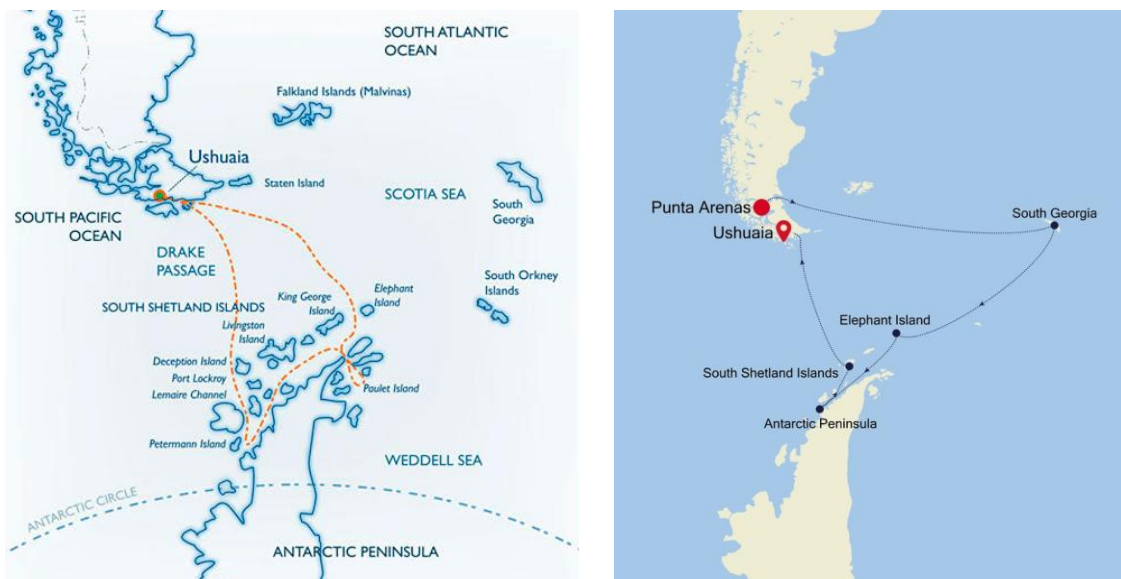 SOUTH ATLANTIC
OCEAN
Falkland Islands (Malvinas)
Ushuaia
Staten Island
SCOTIA SEA
SOUTH PACIFIC
OCEAN
South
Georgia
DRAKE
PASSAGE
South Orkney
Islands
Elephant
Island
King George
Island
SOUTH SHETLAND ISLANDS
Livingston
Island
Deception Island
Port Lockroy
Lemaire Channel
Paulet Island
Petermann Island
WEDDELL SEA
ANTARCTIC CIRCLE
ANTARCTIC PENINSULA
Punta Arenas
Ushuaia
South Georgia
Elephant Island
South Shetland Islands
Antarctic Peninsula